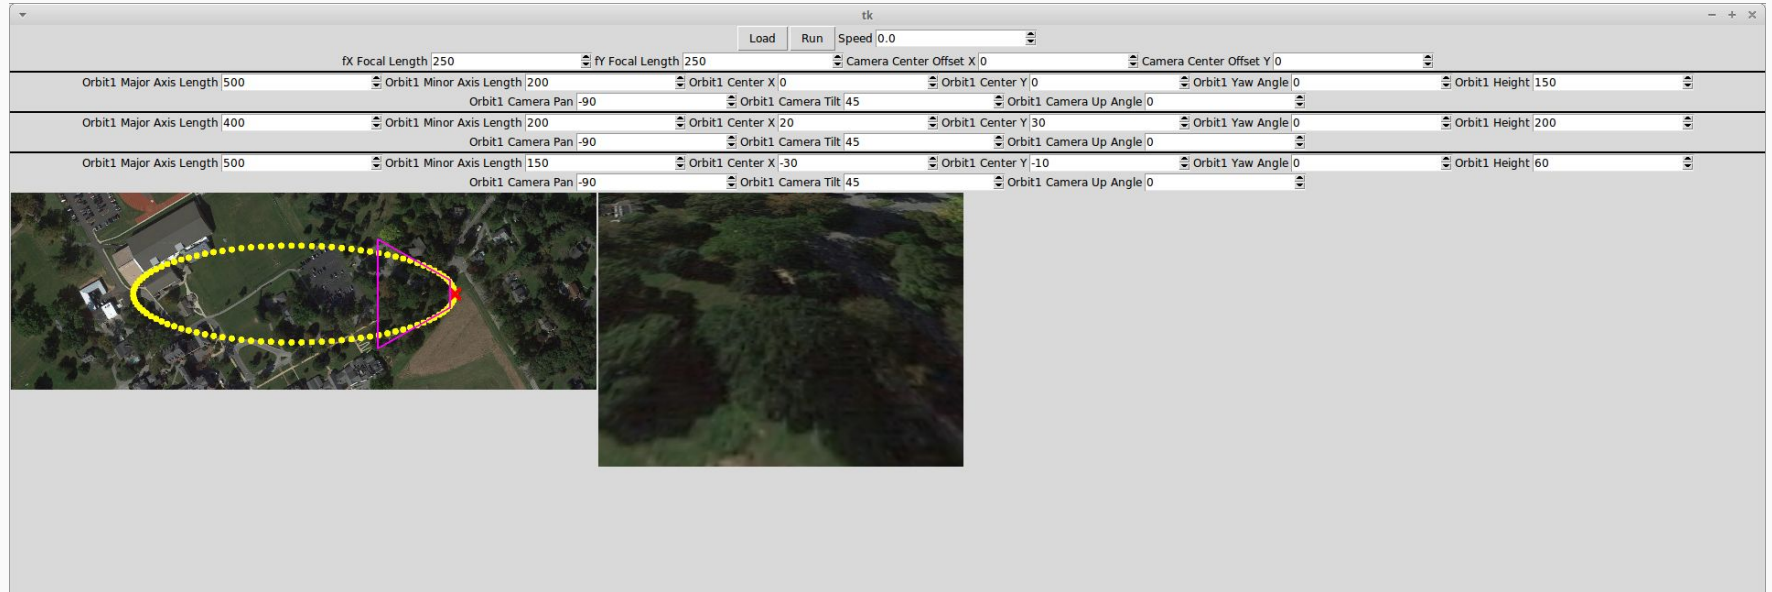 tk
Load Run Speed 0.0
fX Focal Length 250 fY Focal Length 250 Camera Center Offset X 0 Camera Center Offset Y 0
Orbit1 Major Axis Length 500 Orbit1 Minor Axis Length 200 Orbit1 Center X 0 Orbit1 Center Y 0 Orbit1 Yaw Angle 0 Orbit1 Height 150
Orbit1 Camera Pan -90 Orbit1 Camera Tilt 45 Orbit1 Camera Up Angle 0
Orbit1 Major Axis Length 400 Orbit1 Minor Axis Length 200 Orbit1 Center X 20 Orbit1 Center Y 30 Orbit1 Yaw Angle 0 Orbit1 Height 200
Orbit1 Camera Pan -90 Orbit1 Camera Tilt 45 Orbit1 Camera Up Angle 0
Orbit1 Major Axis Length 500 Orbit1 Minor Axis Length 150 Orbit1 Center X -30 Orbit1 Center Y -10 Orbit1 Yaw Angle 0 Orbit1 Height 60
Orbit1 Camera Pan -90 Orbit1 Camera Tilt 45 Orbit1 Camera Up Angle 0